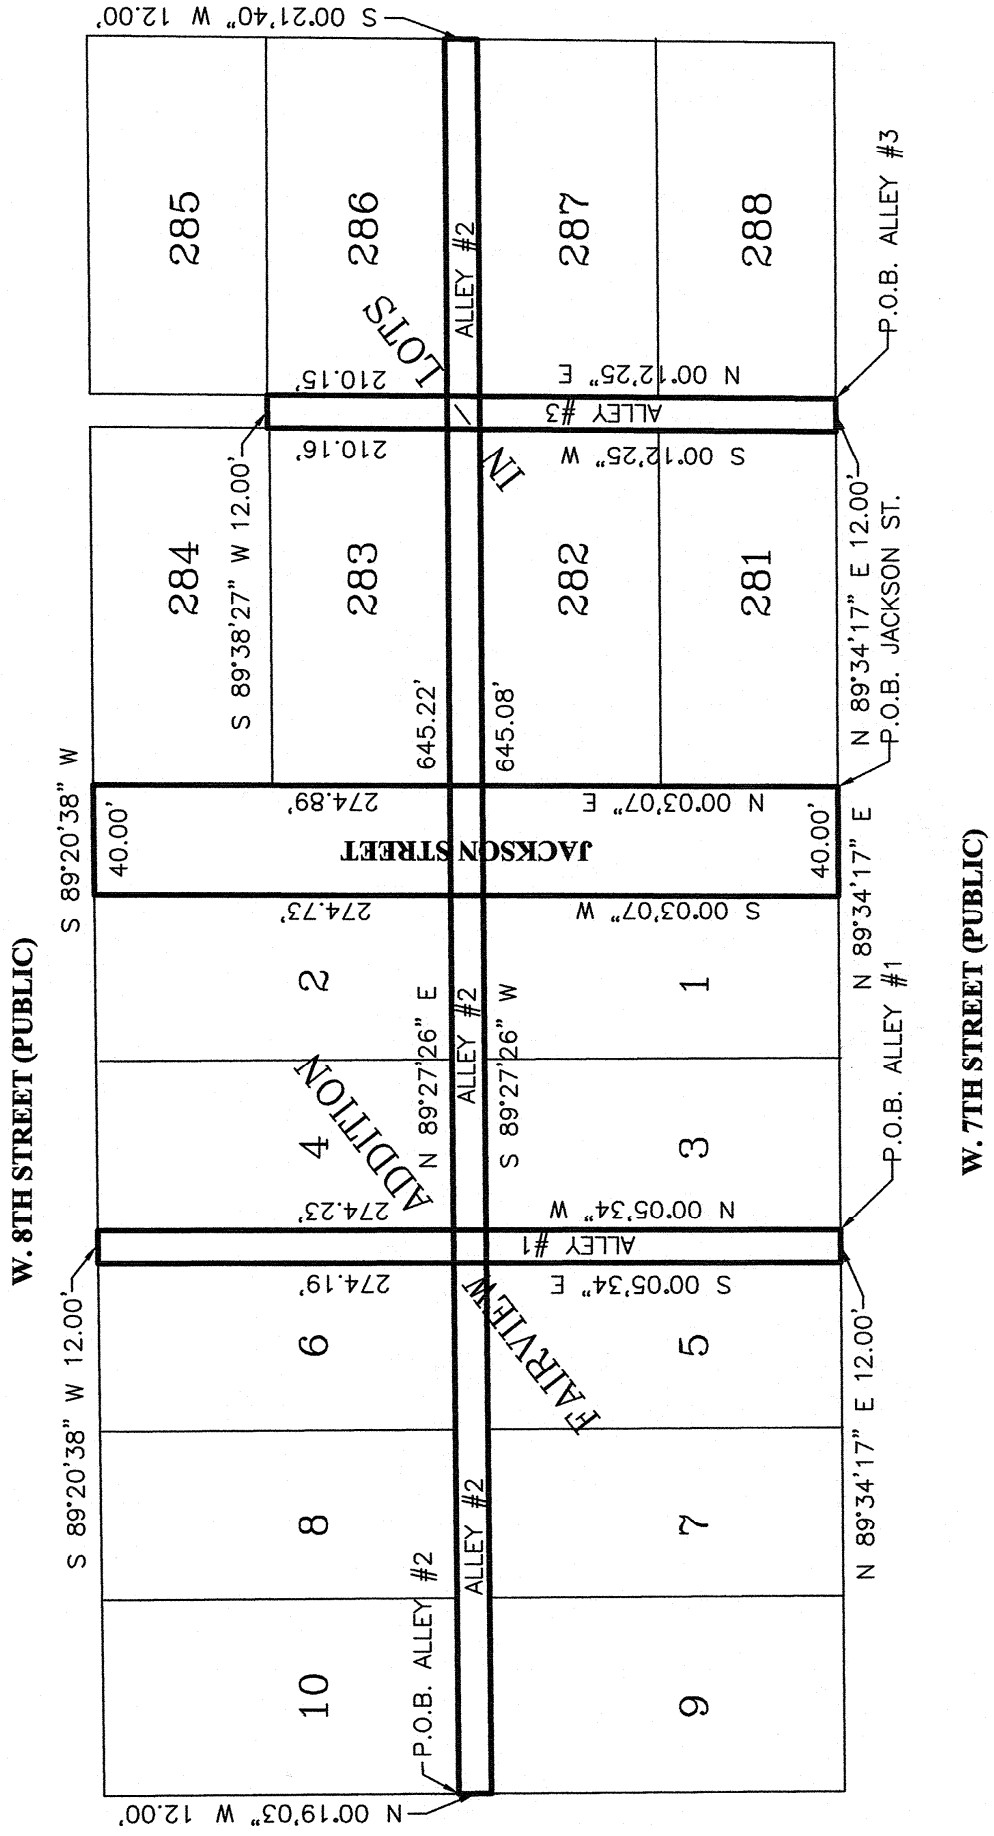 W. 8TH STREET (PUBLIC)
S 89°20'38" W 12.00'
S 89°20'38" W
40.00'
N 00°19'03" W 12.00'
P.O.B. ALLEY #2
10
8
6
4
2
284
285
S 89°38'27" W 12.00'
283
286
274.19'
274.23'
274.73'
274.89'
210.16'
210.15'
N 89°27'26" E
645.22'
ALLEY #2
ALLEY #2
ALLEY #2
S 00°21'40" W 12.00'
S 89°27'26" W
645.08'
FAIRVIEW
ADDITION
IN
LOTS
JACKSON STREET
ALLEY #1
ALLEY #3
S 00°05'34" E
N 00°05'34" W
S 00°03'07" W
N 00°03'07" E
S 00°12'25" W
N 00°12'25" E
9
7
5
3
1
282
287
281
288
40.00'
N 89°34'17" E 12.00'
P.O.B. ALLEY #1
N 89°34'17" E
P.O.B. JACKSON ST.
N 89°34'17" E 12.00'
P.O.B. ALLEY #3
W. 7TH STREET (PUBLIC)